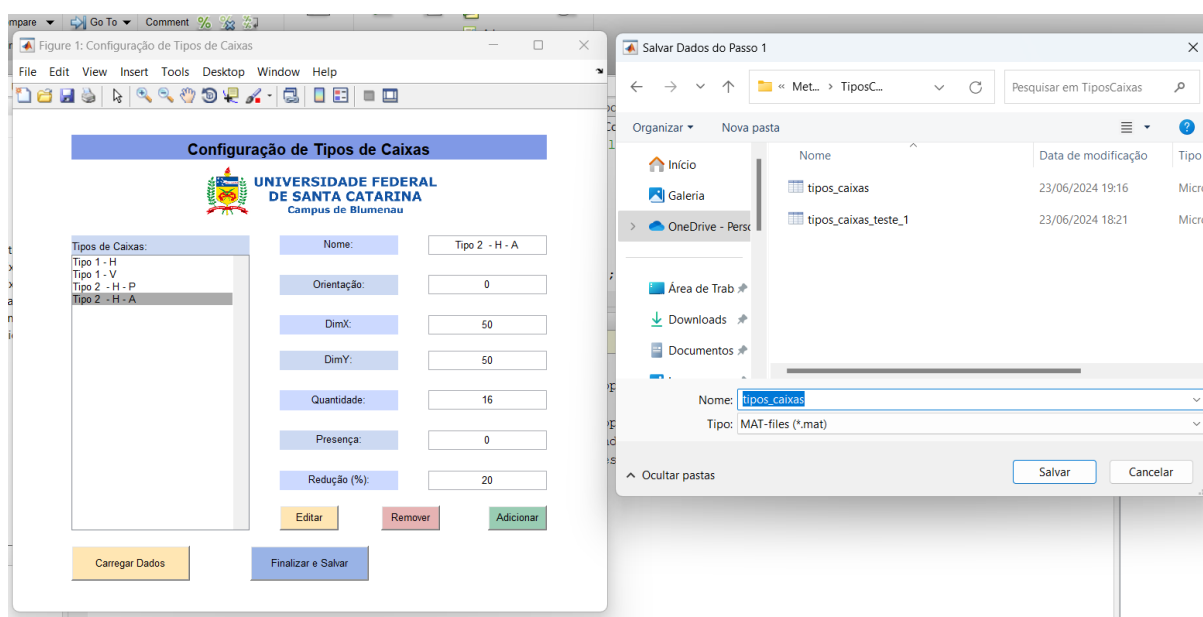 mpare Go To Comment
Figure 1: Configuração de Tipos de Caixas
File Edit View Insert Tools Desktop Window Help
Configuração de Tipos de Caixas
UNIVERSIDADE FEDERAL
DE SANTA CATARINA
Campus de Blumenau
Tipos de Caixas:
Tipo 1 - H
Tipo 1 - V
Tipo 2 - H - P
Tipo 2 - H - A
Nome: Tipo 2 - H - A
Orientação: 0
DimX: 50
DimY: 50
Quantidade: 16
Presença: 0
Redução (%): 20
Editar Remover Adicionar
Carregar Dados Finalizar e Salvar
Salvar Dados do Passo 1
« Met... › TiposC... Pesquisar em TiposCaixas
Organizar Nova pasta
Início
Galeria
OneDrive - Perso
Área de Trab
Downloads
Documentos
Nome Data de modificação Tipo
tipos_caixas 23/06/2024 19:16 Micr
tipos_caixas_teste_1 23/06/2024 18:21 Micr
Nome: tipos_caixas
Tipo: MAT-files (*.mat)
Ocultar pastas Salvar Cancelar